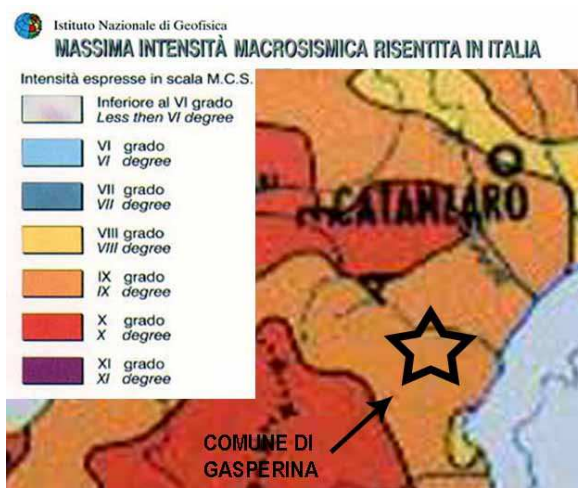 Istituto Nazionale di Geofisica
MASSIMA INTENSITÀ MACROSISMICA RISENTITA IN ITALIA
Intensità espresse in scala M.C.S.
Inferiore al VI grado
Less then VI degree
VI grado
VI degree
VII grado
VII degree
VIII grado
VIII degree
IX grado
IX degree
X grado
X degree
XI grado
XI degree
CATANZARO
COMUNE DI
GASPERINA